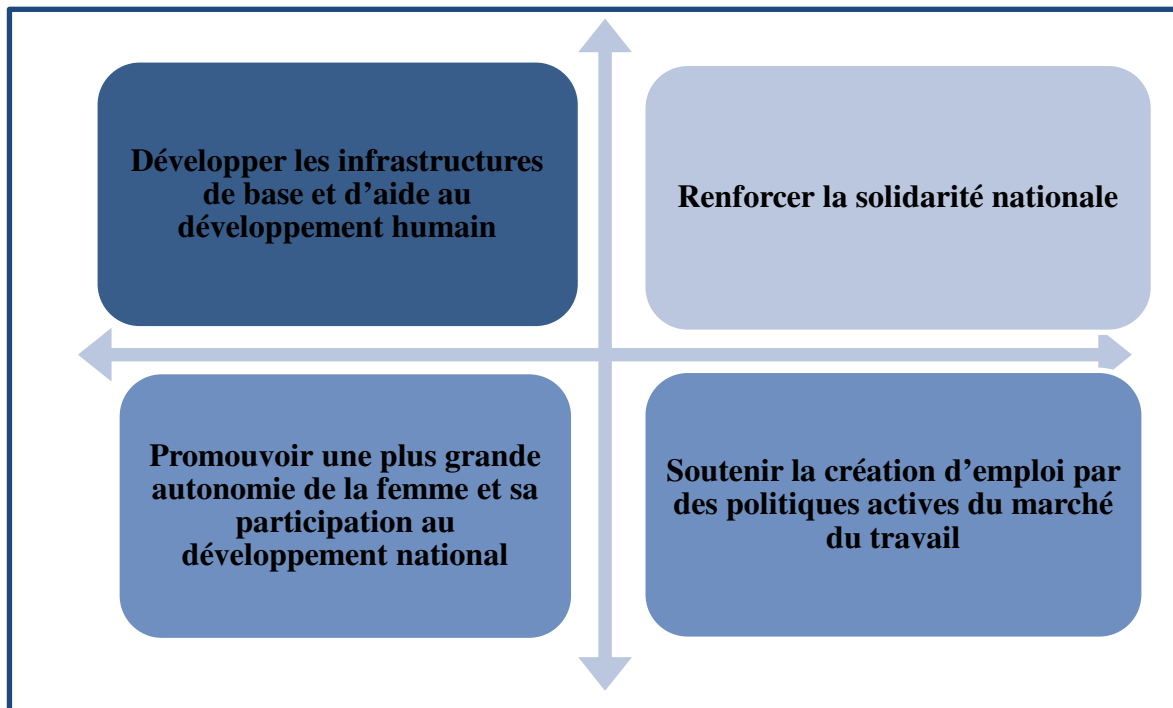 Développer les infrastructures
de base et d’aide au
développement humain
Renforcer la solidarité nationale
Promouvoir une plus grande
autonomie de la femme et sa
participation au
développement national
Soutenir la création d’emploi par
des politiques actives du marché
du travail